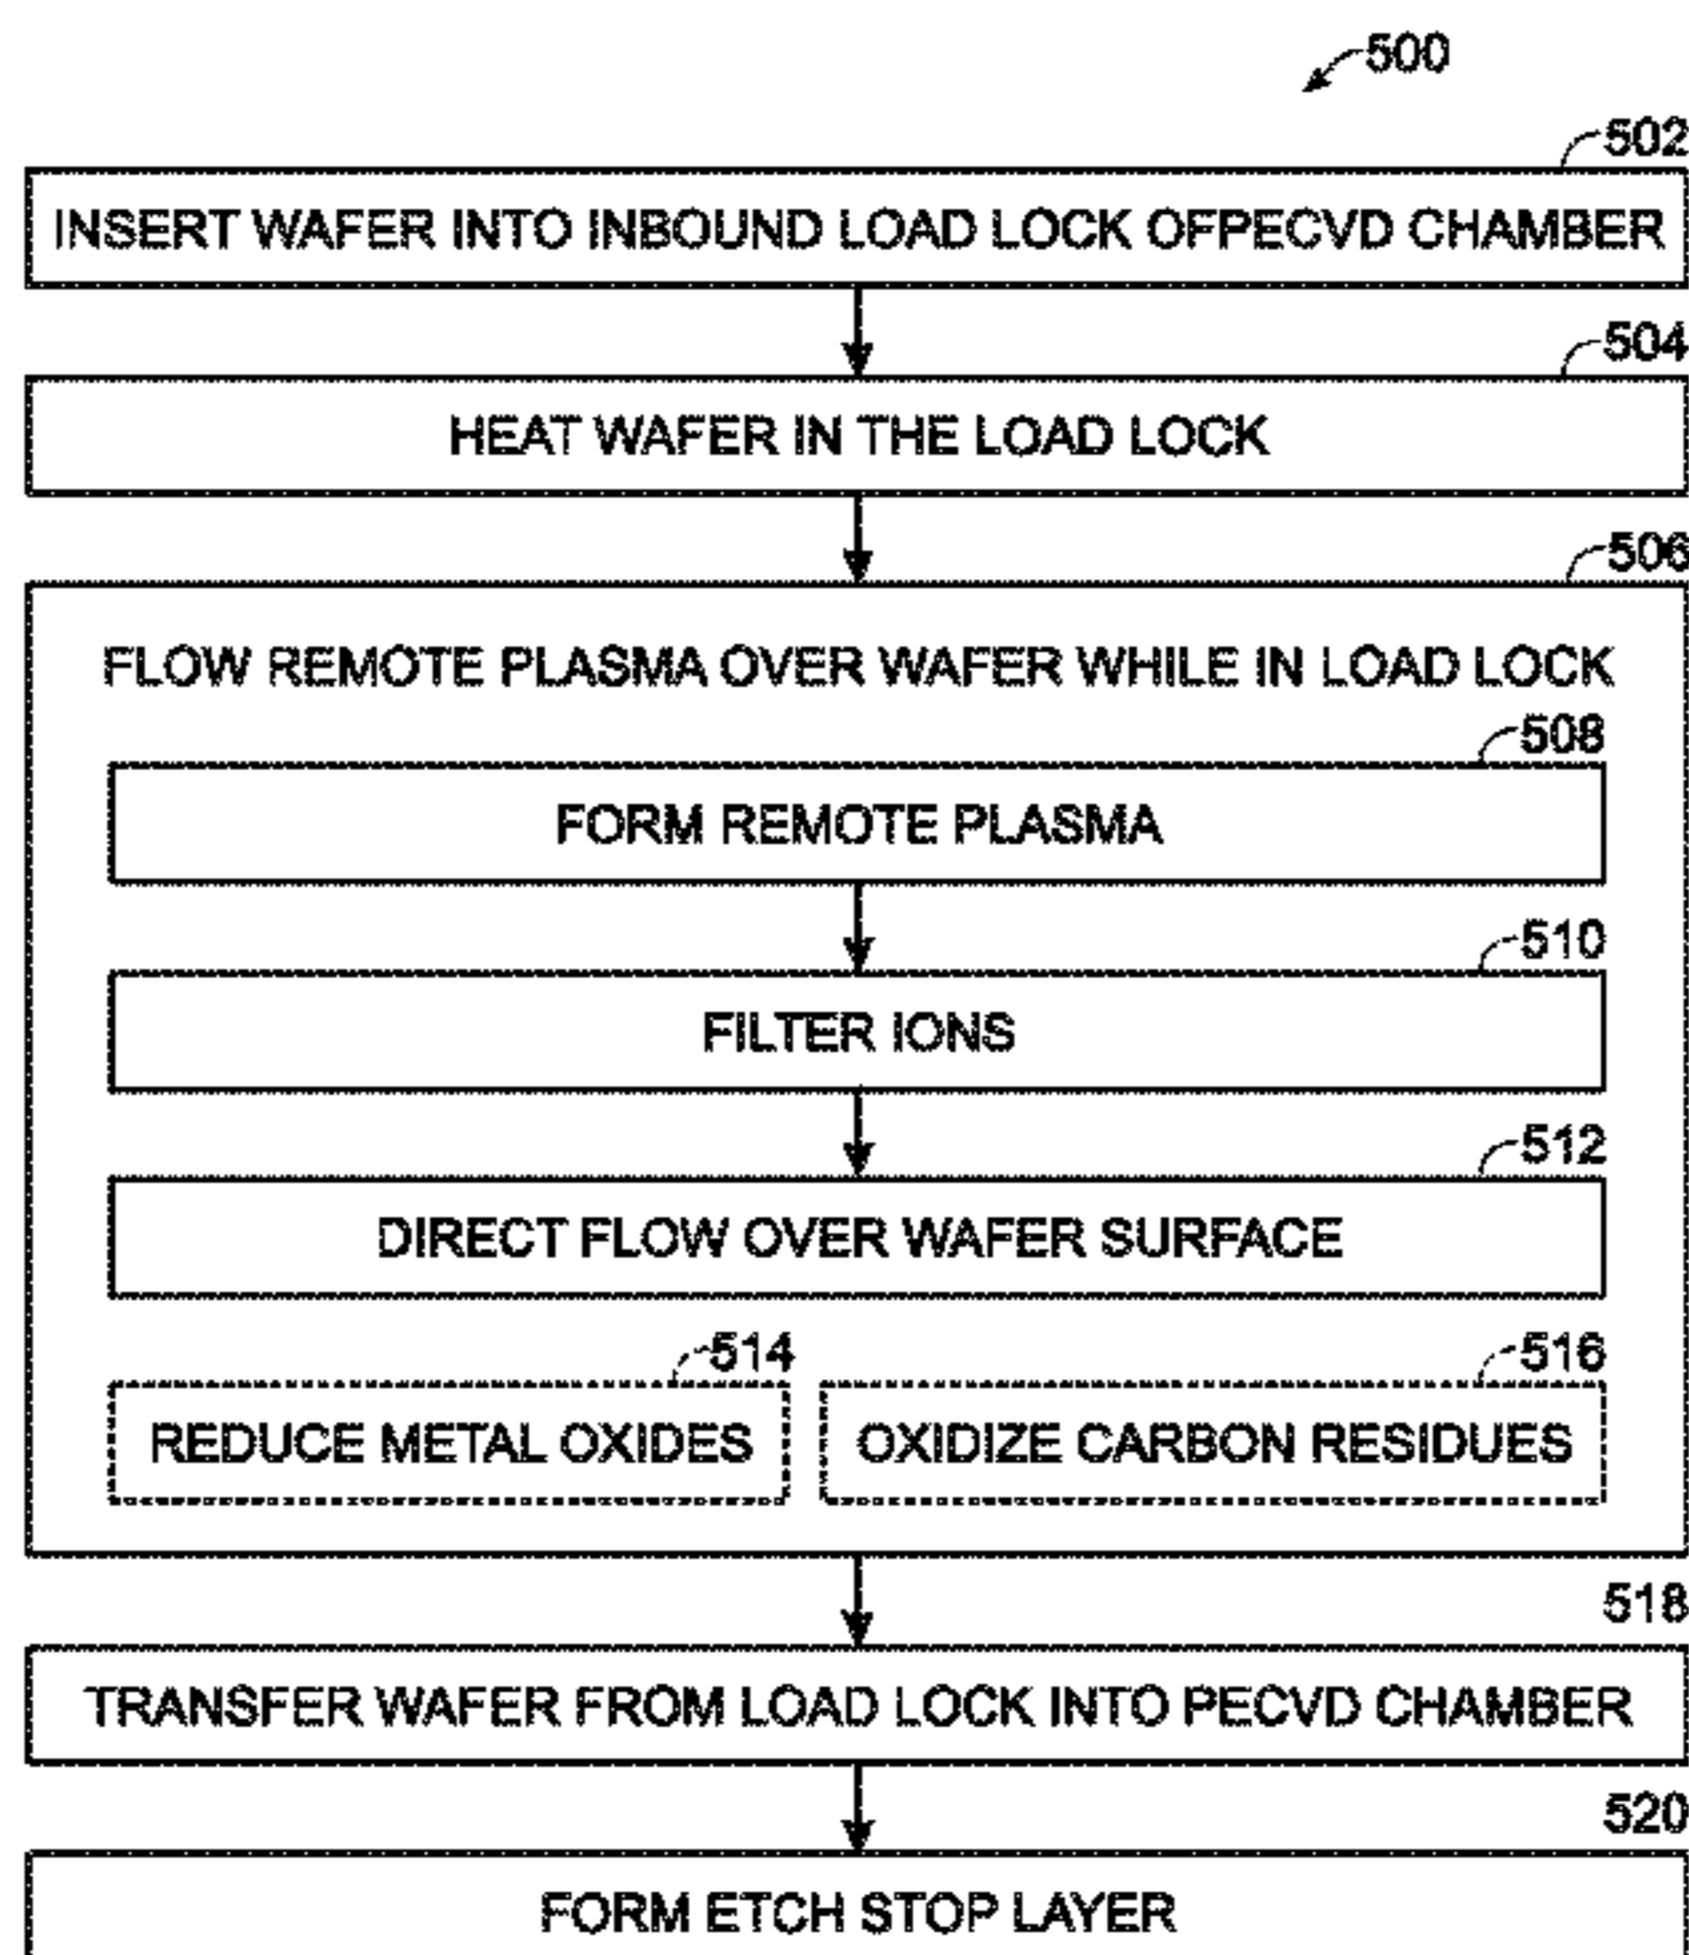 500
502
INSERT WAFER INTO INBOUND LOAD LOCK OFPECVD CHAMBER
504
HEAT WAFER IN THE LOAD LOCK
506
FLOW REMOTE PLASMA OVER WAFER WHILE IN LOAD LOCK
508
FORM REMOTE PLASMA
510
FILTER IONS
512
DIRECT FLOW OVER WAFER SURFACE
514
516
REDUCE METAL OXIDES
OXIDIZE CARBON RESIDUES
518
TRANSFER WAFER FROM LOAD LOCK INTO PECVD CHAMBER
520
FORM ETCH STOP LAYER